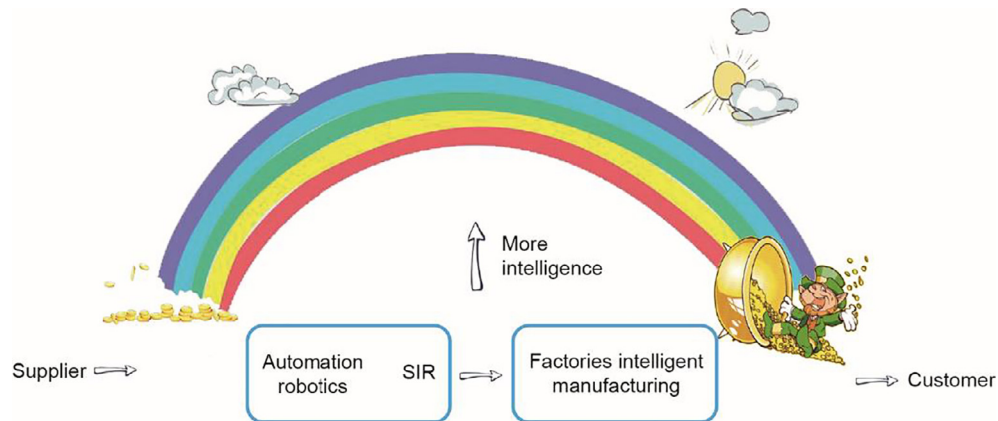 More
intelligence
Supplier
Automation
robotics
SIR
Factories intelligent
manufacturing
Customer